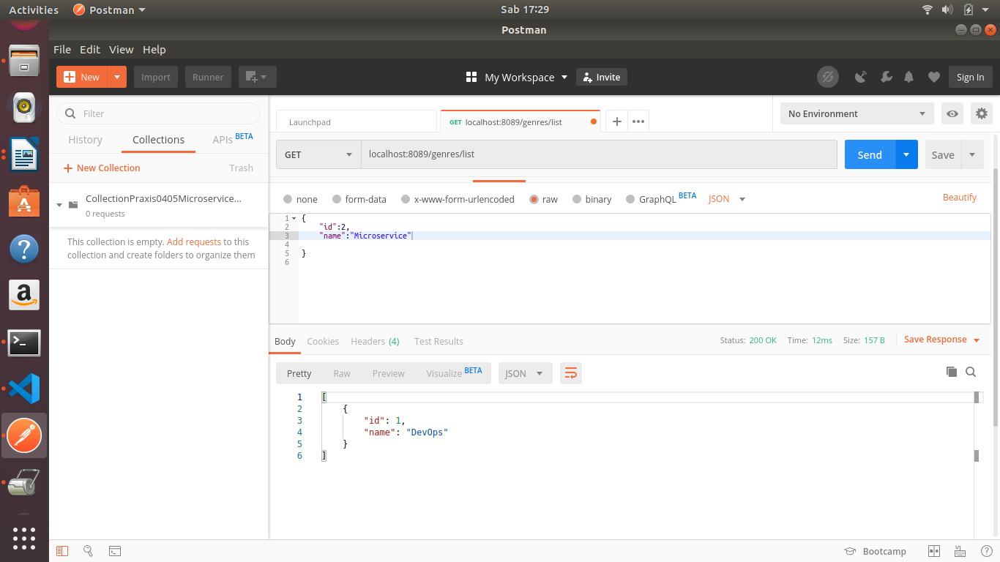 Activities Postman Sab 17:29
Postman
File Edit View Help
New Import Runner My Workspace Invite Sign In
Filter
History Collections APIs BETA
New Collection Trash
CollectionPraxis0405Microservice...
0 requests
This collection is empty. Add requests to this
collection and create folders to organize them
Launchpad GET localhost:8089/genres/list No Environment
GET localhost:8089/genres/list Send Save
none form-data x-www-form-urlencoded raw binary GraphQL BETA JSON Beautify
1 {
2 "id":2,
3 "name":"Microservice"
4
5 }
6
Body Cookies Headers (4) Test Results Status: 200 OK Time: 12ms Size: 157 B Save Response
Pretty Raw Preview Visualize BETA JSON
1 [
2 {
3 "id": 1,
4 "name": "DevOps"
5 }
6 ]
Bootcamp